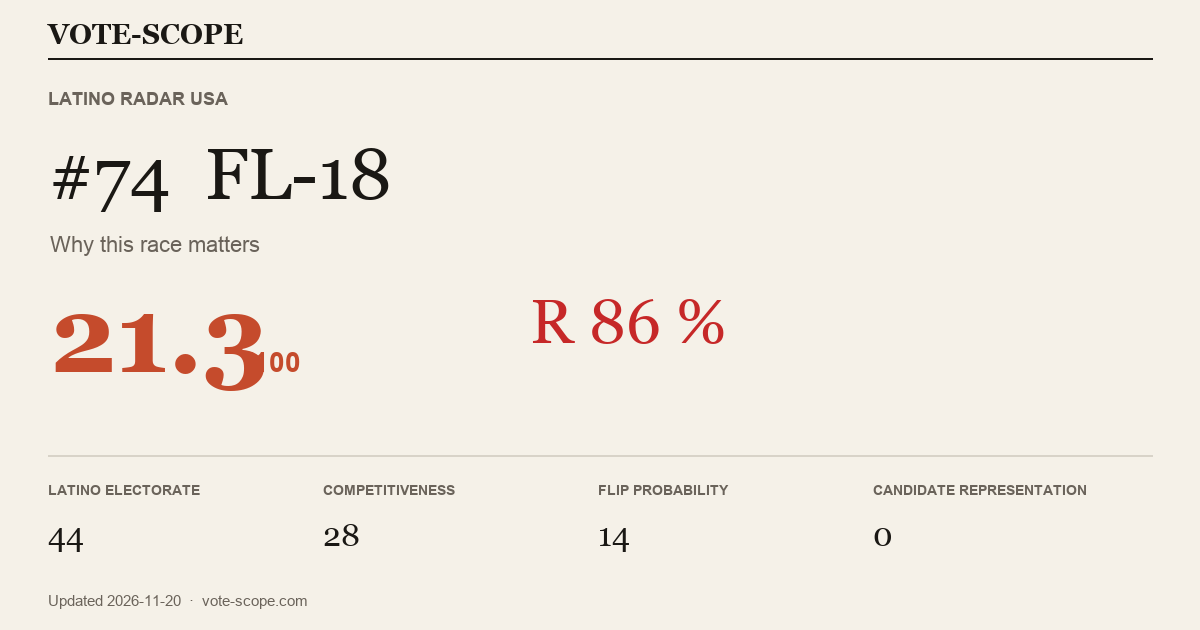 VOTE-SCOPE
LATINO RADAR USA
#74 FL-18
Why this race matters
21.3
R 86 %
LATINO ELECTORATE
COMPETITIVENESS
FLIP PROBABILITY
CANDIDATE REPRESENTATION
44
28
14
0
Updated 2026-11-20 · vote-scope.com